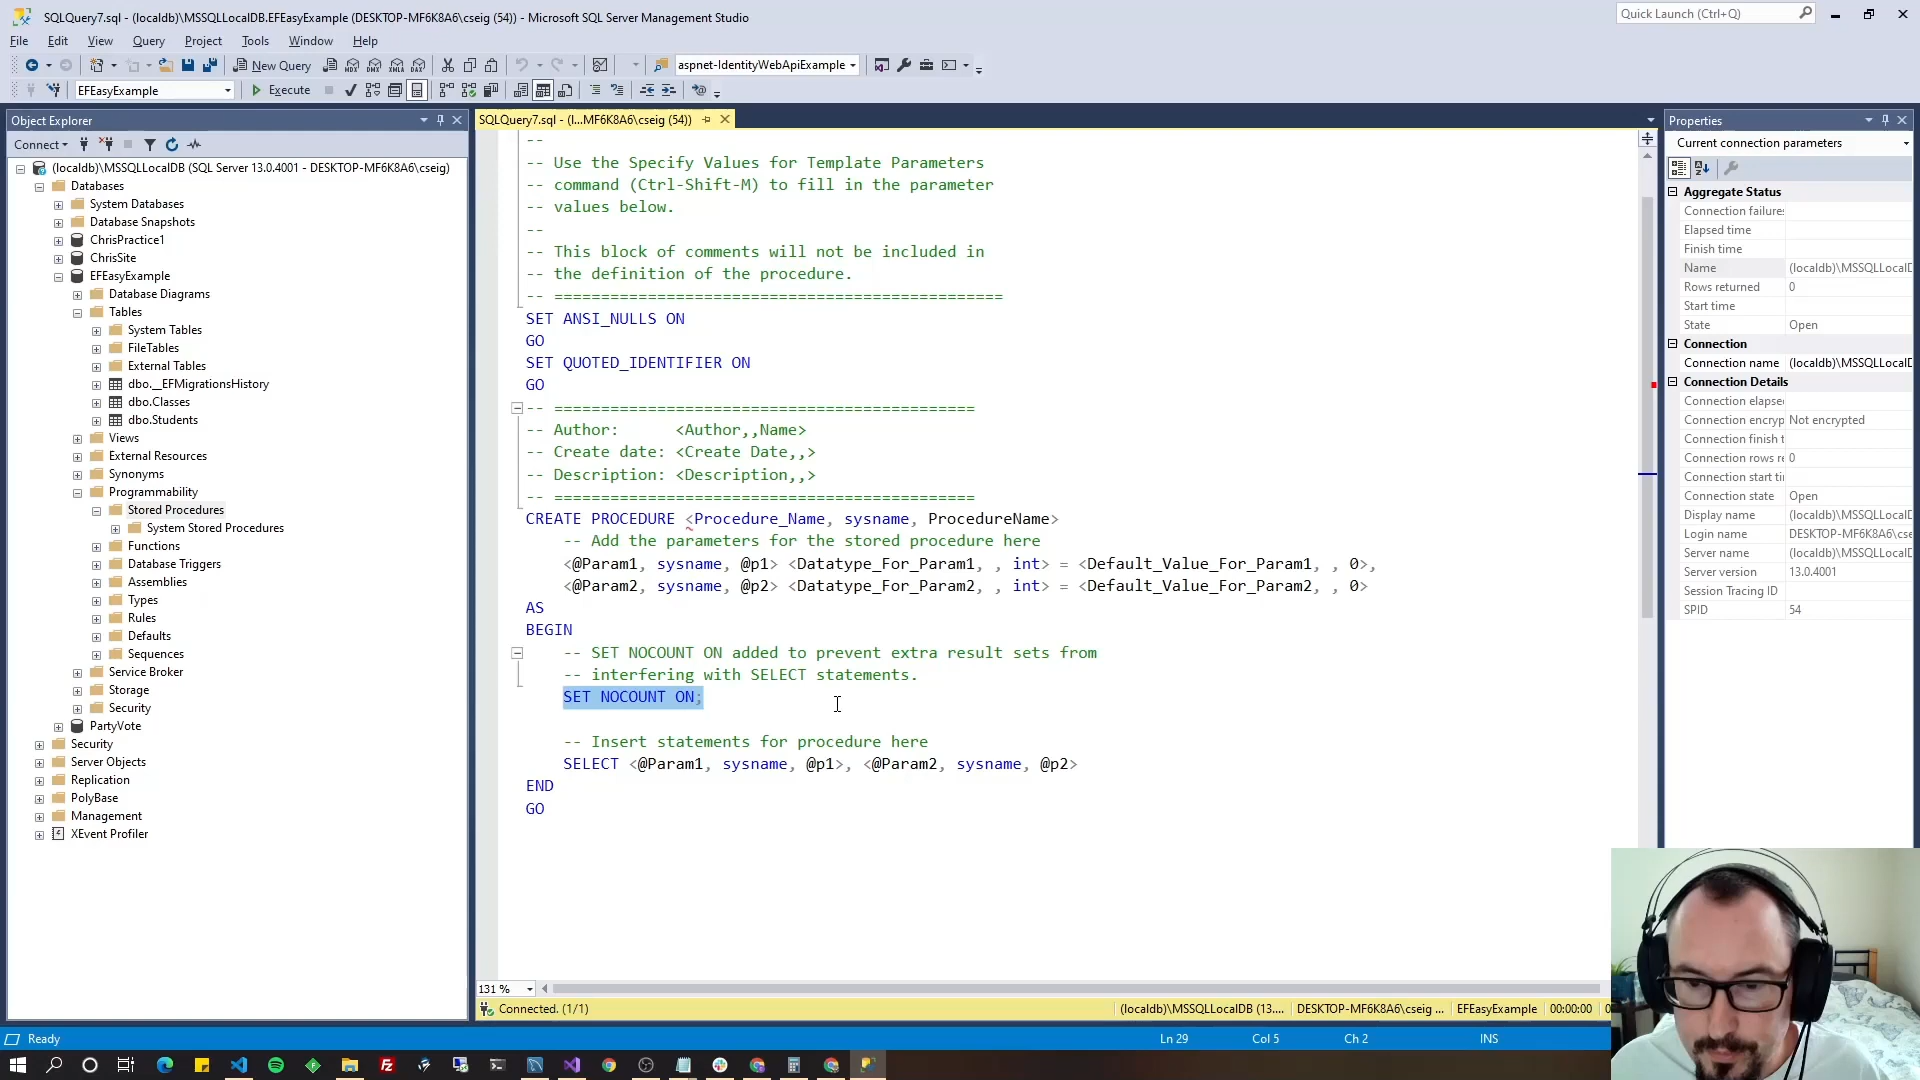 SQLQuery7.sql - (localdb)\MSSQLLocalDB.EFEasyExample (DESKTOP-MF6K8A6\cseig (54)) - Microsoft SQL Server Management Studio
Quick Launch (Ctrl+Q)
File Edit View Query Project Tools Window Help
New Query
aspnet-IdentityWebApiExample
EFEasyExample
Execute
Object Explorer
Connect
(localdb)\MSSQLLocalDB (SQL Server 13.0.4001 - DESKTOP-MF6K8A6\cseig)
Databases
System Databases
Database Snapshots
ChrisPractice1
ChrisSite
EFEasyExample
Database Diagrams
Tables
System Tables
FileTables
External Tables
dbo.__EFMigrationsHistory
dbo.Classes
dbo.Students
Views
External Resources
Synonyms
Programmability
Stored Procedures
System Stored Procedures
Functions
Database Triggers
Assemblies
Types
Rules
Defaults
Sequences
Service Broker
Storage
Security
PartyVote
Security
Server Objects
Replication
PolyBase
Management
XEvent Profiler
SQLQuery7.sql - (l...MF6K8A6\cseig (54))
--
-- Use the Specify Values for Template Parameters
-- command (Ctrl-Shift-M) to fill in the parameter
-- values below.
--
-- This block of comments will not be included in
-- the definition of the procedure.
-- ================================================
SET ANSI_NULLS ON
GO
SET QUOTED_IDENTIFIER ON
GO
-- =============================================
-- Author:      <Author,,Name>
-- Create date: <Create Date,,>
-- Description: <Description,,>
-- =============================================
CREATE PROCEDURE <Procedure_Name, sysname, ProcedureName>
-- Add the parameters for the stored procedure here
<@Param1, sysname, @p1> <Datatype_For_Param1, , int> = <Default_Value_For_Param1, , 0>,
<@Param2, sysname, @p2> <Datatype_For_Param2, , int> = <Default_Value_For_Param2, , 0>
AS
BEGIN
-- SET NOCOUNT ON added to prevent extra result sets from
-- interfering with SELECT statements.
SET NOCOUNT ON;
-- Insert statements for procedure here
SELECT <@Param1, sysname, @p1>, <@Param2, sysname, @p2>
END
GO
131 %
Connected. (1/1)
(localdb)\MSSQLLocalDB (13.... DESKTOP-MF6K8A6\cseig ... EFEasyExample 00:00:00
Properties
Current connection parameters
Aggregate Status
Connection failures
Elapsed time
Finish time
Name (localdb)\MSSQLLocalD
Rows returned 0
Start time
State Open
Connection
Connection name (localdb)\MSSQLLocalD
Connection Details
Connection elapse
Connection encryp Not encrypted
Connection finish t
Connection rows re 0
Connection start ti
Connection state Open
Display name (localdb)\MSSQLLocalD
Login name DESKTOP-MF6K8A6\cse
Server name (localdb)\MSSQLLocalD
Server version 13.0.4001
Session Tracing ID
SPID 54
Ready
Ln 29 Col 5 Ch 2 INS